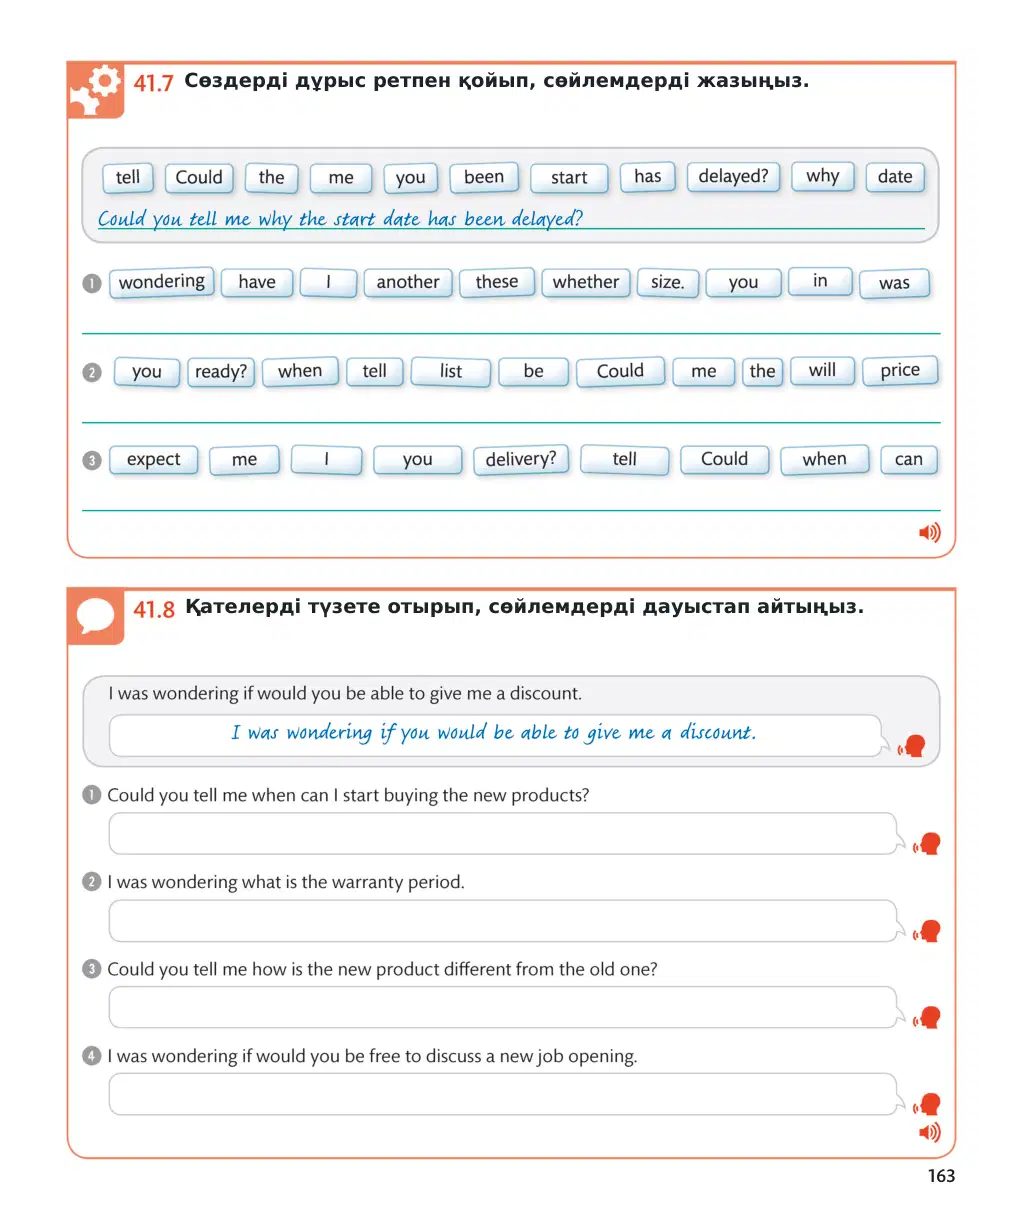 41.7 Сөздерді дұрыс ретпен қойып, сөйлемдерді жазыңыз.
tell Could the me you been start has delayed? why date
Could you tell me why the start date has been delayed?
1 wondering have I another these whether size. you in was
2 you ready? when tell list be Could me the will price
3 expect me I you delivery? tell Could when can
41.8 Қателерді түзете отырып, сөйлемдерді дауыстап айтыңыз.
I was wondering if would you be able to give me a discount.
I was wondering if you would be able to give me a discount.
1 Could you tell me when can I start buying the new products?
2 I was wondering what is the warranty period.
3 Could you tell me how is the new product different from the old one?
4 I was wondering if would you be free to discuss a new job opening.
163